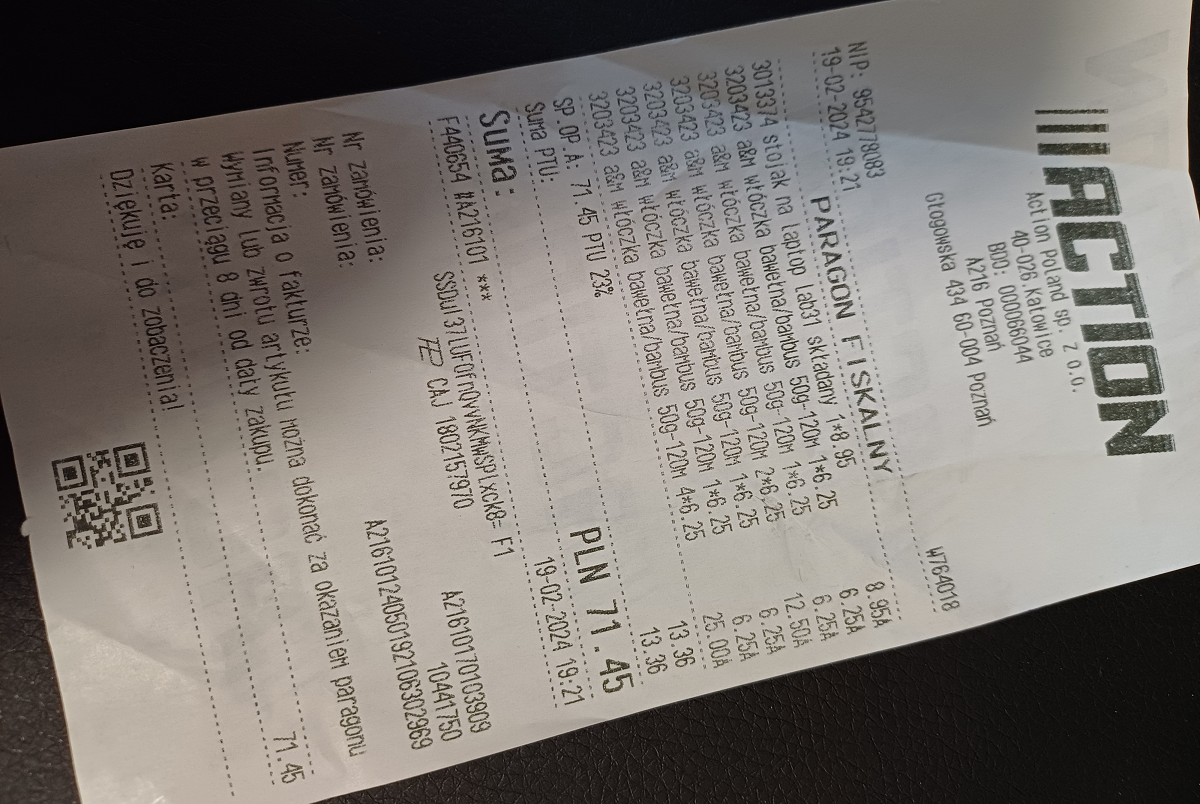 ACTION
Action Poland sp. z o.o.
40-028 Katowice
BDO: 000066044
A216 Poznań
Głogowska 434 60-004 Poznań
NIP: 9542778083
19-02-2024 19:21 W764018
PARAGON FISKALNY
3013374 stojak na laptop lab31 składany 1*8.95 8.95A
3203423 a&m włóczka bawełna/bambus 50g-120m 1*6.25 6.25A
3203423 a&m włóczka bawełna/bambus 50g-120m 1*6.25 6.25A
3203423 a&m włóczka bawełna/bambus 50g-120m 2*6.25 12.50A
3203423 a&m włóczka bawełna/bambus 50g-120m 1*6.25 6.25A
3203423 a&m włóczka bawełna/bambus 50g-120m 1*6.25 6.25A
3203423 a&m włóczka bawełna/bambus 50g-120m 4*6.25 25.00A
SP OP A: 71.45 PTU 23% 13.36
Suma PTU: 13.36
SUMA: PLN 71.45
F440654 #A216101 *** 19-02-2024 19:21
CAJ 1802157970
Nr zamówienia: A21610170103909
Nr zamówienia: 10441750
Numer: A21610124050192106302969
Informacja o fakturze:
Wymiany lub zwrotu artykułu można dokonać za okazaniem paragonu
w przeciągu 8 dni od daty zakupu.
Karta: 71.45
Dziękuję i do zobaczenia!